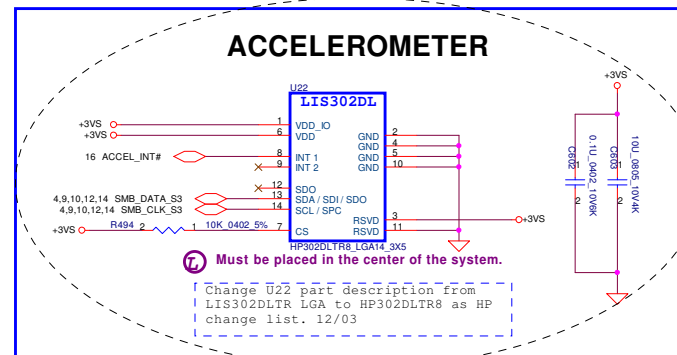 ACCELEROMETER
U22
LIS302DL
+3VS 1 VDD_IO
+3VS 6 VDD
GND 2
GND 4
16 ACCEL_INT# 8 INT 1
GND 5
9 INT 2
GND 10
12 SDO
4,9,10,12,14 SMB_DATA_S3 13 SDA / SDI / SDO
4,9,10,12,14 SMB_CLK_S3 14 SCL / SPC
RSVD 3 +3VS
+3VS R494 2 1 10K_0402_5% 7 CS
RSVD 11
HP302DLTR8_LGA14_3X5
L Must be placed in the center of the system.
Change U22 part description from
LIS302DLTR LGA to HP302DLTR8 as HP
change list. 12/03
+3VS
C602
0.1U_0402_10V6K
1
2
C603
10U_0805_10V4K
1
2